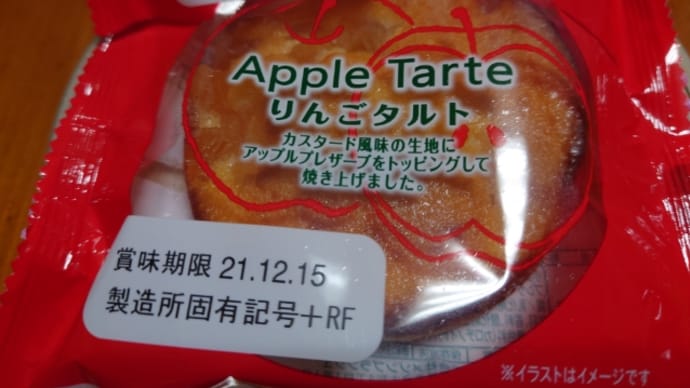 Apple Tarte
りんごタルト
カスタード風味の生地に
アップルプレザーブをトッピングして
焼き上げました。
賞味期限 21.12.15
製造所固有記号+RF
※イラストはイメージです